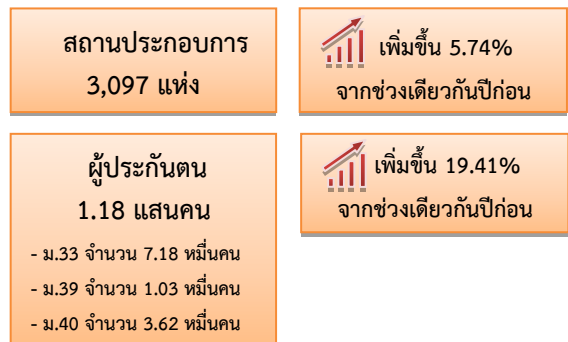 สถานประกอบการ
3,097 แห่ง
เพิ่มขึ้น 5.74%
จากช่วงเดียวกันปีก่อน
ผู้ประกันตน
1.18 แสนคน
- ม.33 จำนวน 7.18 หมื่นคน
- ม.39 จำนวน 1.03 หมื่นคน
- ม.40 จำนวน 3.62 หมื่นคน
เพิ่มขึ้น 19.41%
จากช่วงเดียวกันปีก่อน